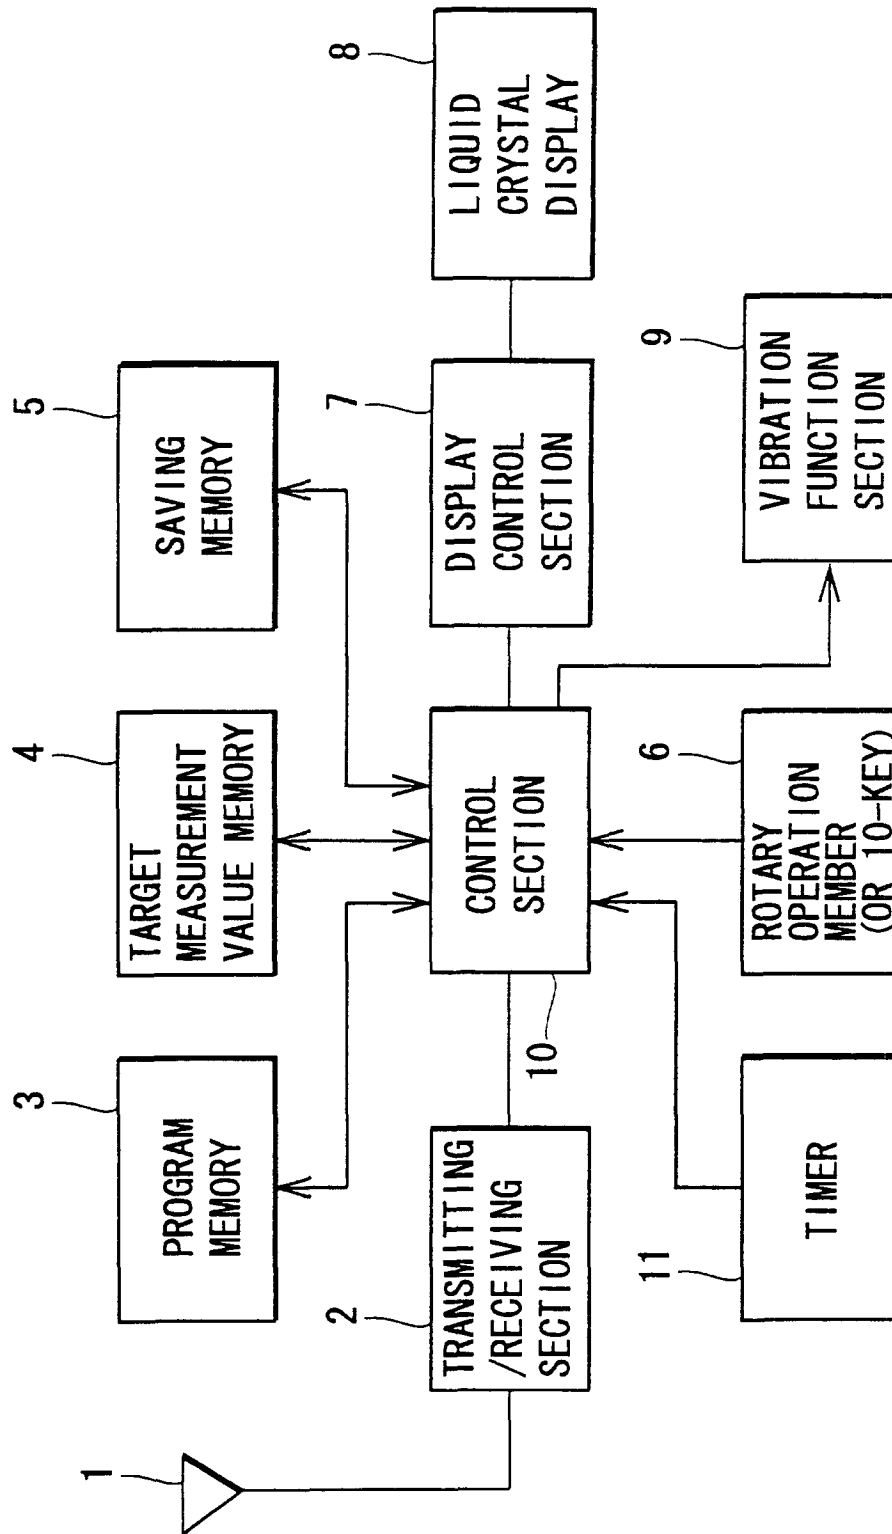 1
2
TRANSMITTING
/RECEIVING
SECTION
3
PROGRAM
MEMORY
4
TARGET
MEASUREMENT
VALUE MEMORY
5
SAVING
MEMORY
10
CONTROL
SECTION
7
DISPLAY
CONTROL
SECTION
8
LIQUID
CRYSTAL
DISPLAY
11
TIMER
6
ROTARY
OPERATION
MEMBER
(OR 10-KEY)
9
VIBRATION
FUNCTION
SECTION